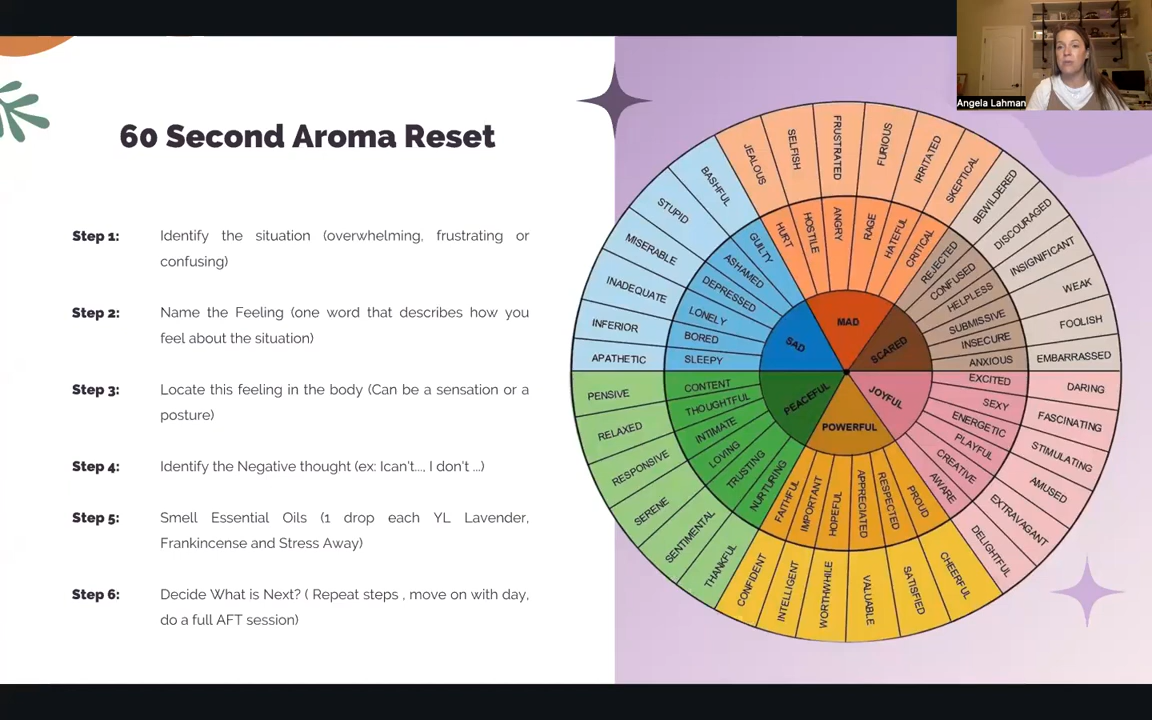 Angela Lahman
60 Second Aroma Reset
Step 1: Identify the situation (overwhelming, frustrating or
confusing)
Step 2: Name the Feeling (one word that describes how you
feel about the situation)
Step 3: Locate this feeling in the body (Can be a sensation or a
posture)
Step 4: Identify the Negative thought (ex: Ican't..., I don't ...)
Step 5: Smell Essential Oils (1 drop each YL Lavender,
Frankincense and Stress Away)
Step 6: Decide What is Next? ( Repeat steps , move on with day,
do a full AFT session)
MAD
SCARED
JOYFUL
POWERFUL
PEACEFUL
SAD
HURT
HOSTILE
ANGRY
RAGE
HATEFUL
CRITICAL
REJECTED
CONFUSED
HELPLESS
SUBMISSIVE
INSECURE
ANXIOUS
EXCITED
SEXY
ENERGETIC
PLAYFUL
CREATIVE
AWARE
PROUD
RESPECTED
APPRECIATED
HOPEFUL
IMPORTANT
FAITHFUL
NURTURING
TRUSTING
LOVING
INTIMATE
THOUGHTFUL
CONTENT
SLEEPY
BORED
LONELY
DEPRESSED
ASHAMED
GUILTY
JEALOUS
SELFISH
FRUSTRATED
FURIOUS
IRRITATED
SKEPTICAL
BEWILDERED
DISCOURAGED
INSIGNIFICANT
WEAK
FOOLISH
EMBARRASSED
DARING
FASCINATING
STIMULATING
AMUSED
EXTRAVAGANT
DELIGHTFUL
CHEERFUL
SATISFIED
VALUABLE
WORTHWHILE
INTELLIGENT
CONFIDENT
THANKFUL
SENTIMENTAL
SERENE
RESPONSIVE
RELAXED
PENSIVE
APATHETIC
INFERIOR
INADEQUATE
MISERABLE
STUPID
BASHFUL